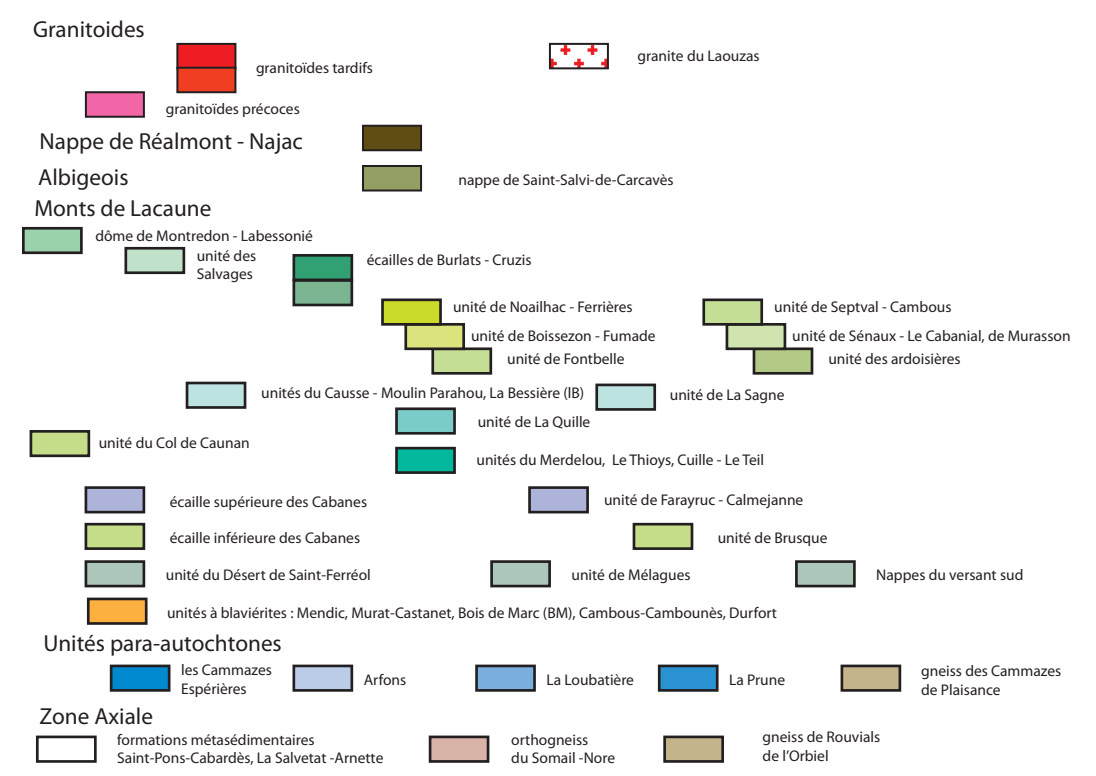 Granitoides
granitoïdes tardifs
granite du Laouzas
granitoïdes précoces
Nappe de Réalmont - Najac
Albigeois
nappe de Saint-Salvi-de-Carcavès
Monts de Lacaune
dôme de Montredon - Labessonié
unité des
Salvages
écailles de Burlats - Cruzis
unité de Noailhac - Ferrières
unité de Septval - Cambous
unité de Boissezon - Fumade
unité de Sénaux - Le Cabanial, de Murasson
unité de Fontbelle
unité des ardoisières
unités du Causse - Moulin Parahou, La Bessière (lB)
unité de La Sagne
unité de La Quille
unité du Col de Caunan
unités du Merdelou, Le Thioys, Cuille - Le Teil
écaille supérieure des Cabanes
unité de Farayruc - Calmejanne
écaille inférieure des Cabanes
unité de Brusque
unité du Désert de Saint-Ferréol
unité de Mélagues
Nappes du versant sud
unités à blaviérites : Mendic, Murat-Castanet, Bois de Marc (BM), Cambous-Cambounès, Durfort
Unités para-autochtones
les Cammazes
Espérières
Arfons
La Loubatière
La Prune
gneiss des Cammazes
de Plaisance
Zone Axiale
formations métasédimentaires
Saint-Pons-Cabardès, La Salvetat -Arnette
orthogneiss
du Somail -Nore
gneiss de Rouvials
de l'Orbiel